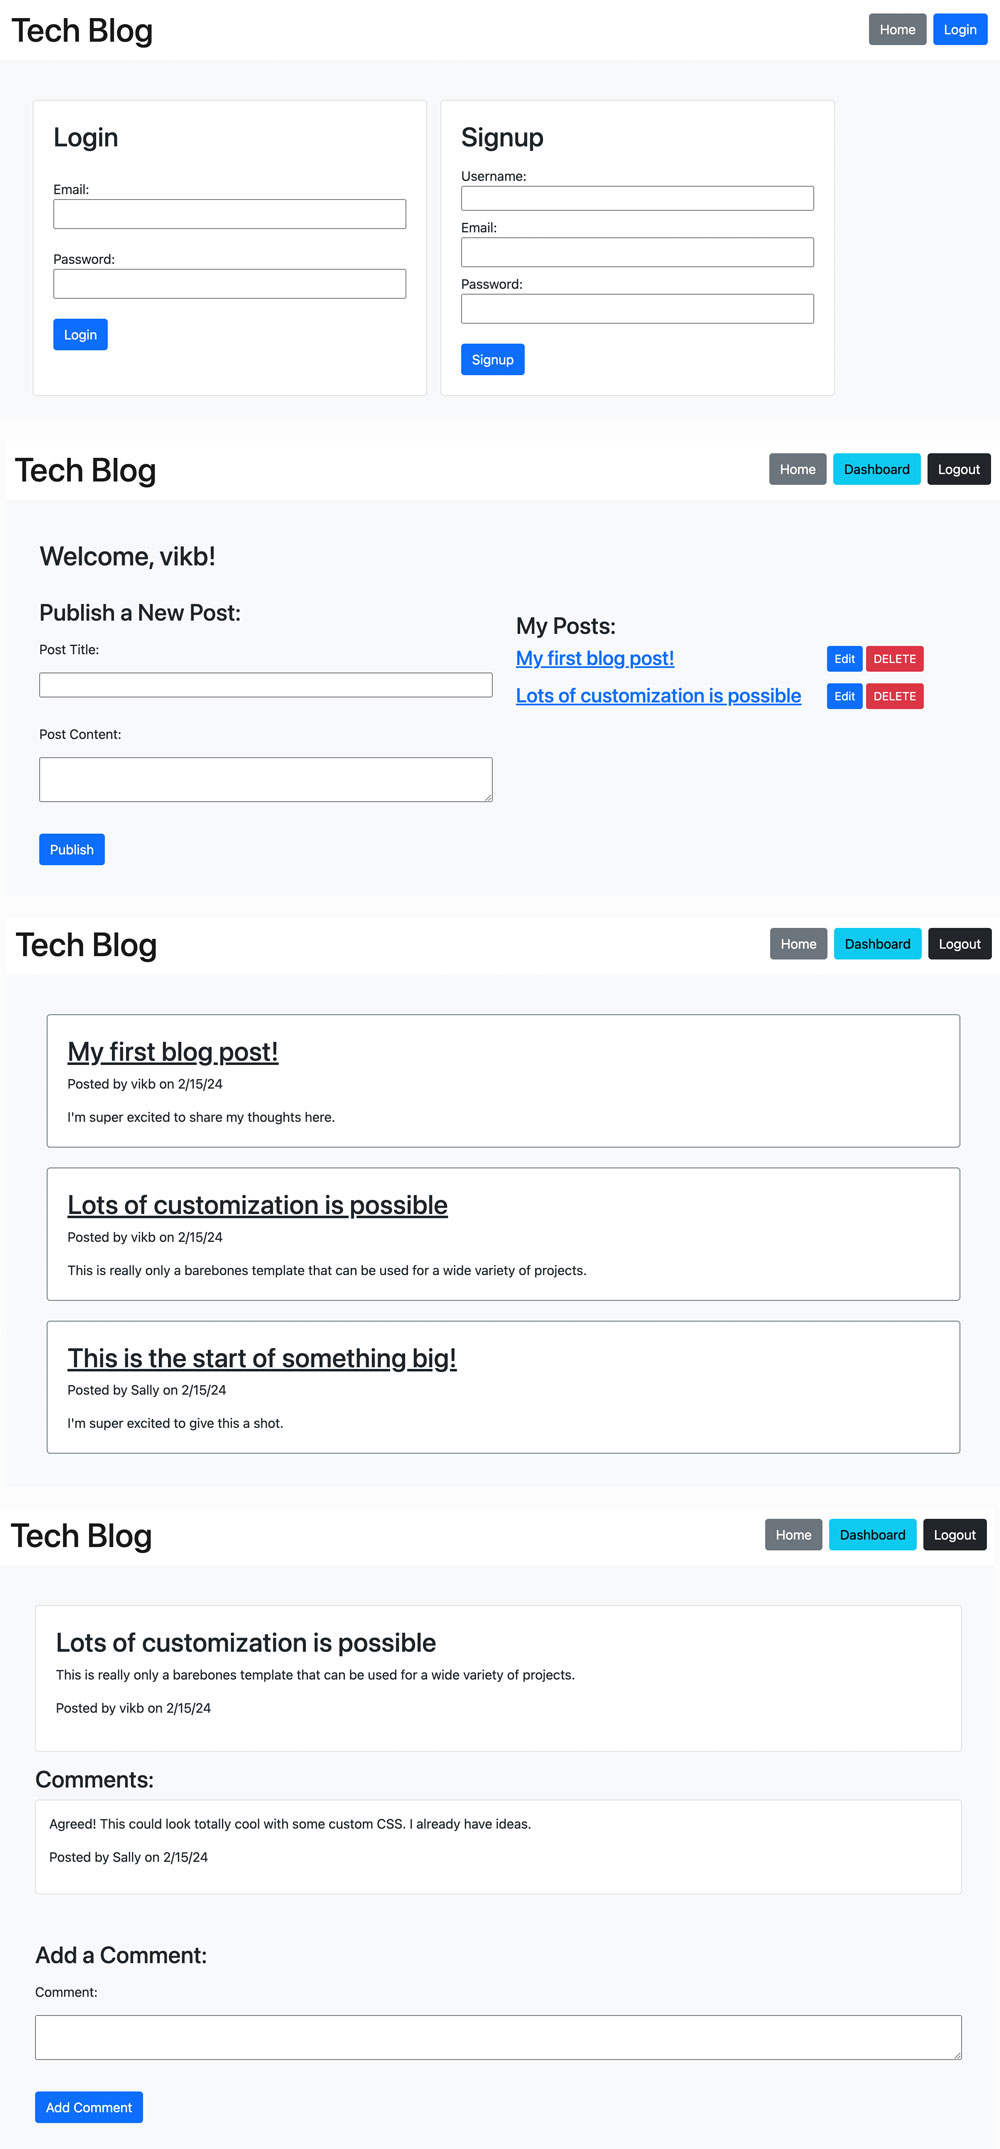 Tech Blog
Home Login
Login
Email:
Password:
Login
Signup
Username:
Email:
Password:
Signup
Tech Blog
Home Dashboard Logout
Welcome, vikb!
Publish a New Post:
Post Title:
Post Content:
Publish
My Posts:
My first blog post! Edit DELETE
Lots of customization is possible Edit DELETE
Tech Blog
Home Dashboard Logout
My first blog post!
Posted by vikb on 2/15/24
I'm super excited to share my thoughts here.
Lots of customization is possible
Posted by vikb on 2/15/24
This is really only a barebones template that can be used for a wide variety of projects.
This is the start of something big!
Posted by Sally on 2/15/24
I'm super excited to give this a shot.
Tech Blog
Home Dashboard Logout
Lots of customization is possible
This is really only a barebones template that can be used for a wide variety of projects.
Posted by vikb on 2/15/24
Comments:
Agreed! This could look totally cool with some custom CSS. I already have ideas.
Posted by Sally on 2/15/24
Add a Comment:
Comment:
Add Comment